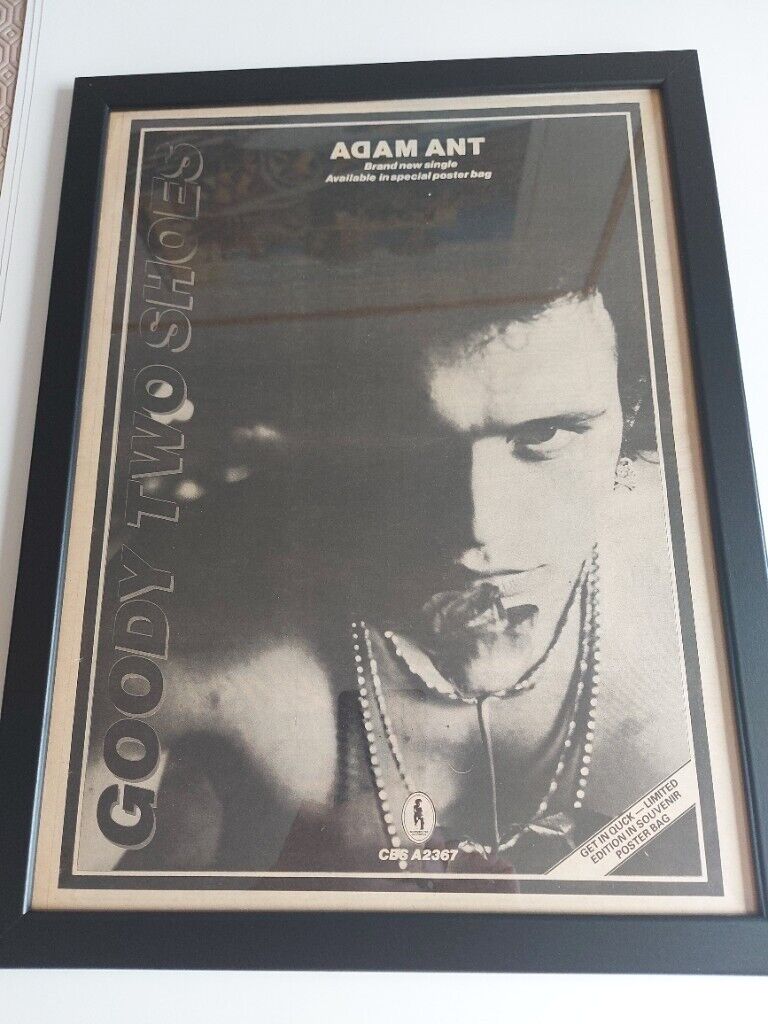 ADAM ANT
Brand new single
Available in special poster bag
GOODY TWO SHOES
CBS A2367
GET IN QUCK — LIMITED
EDITION IN SOUVENIR
POSTER BAG